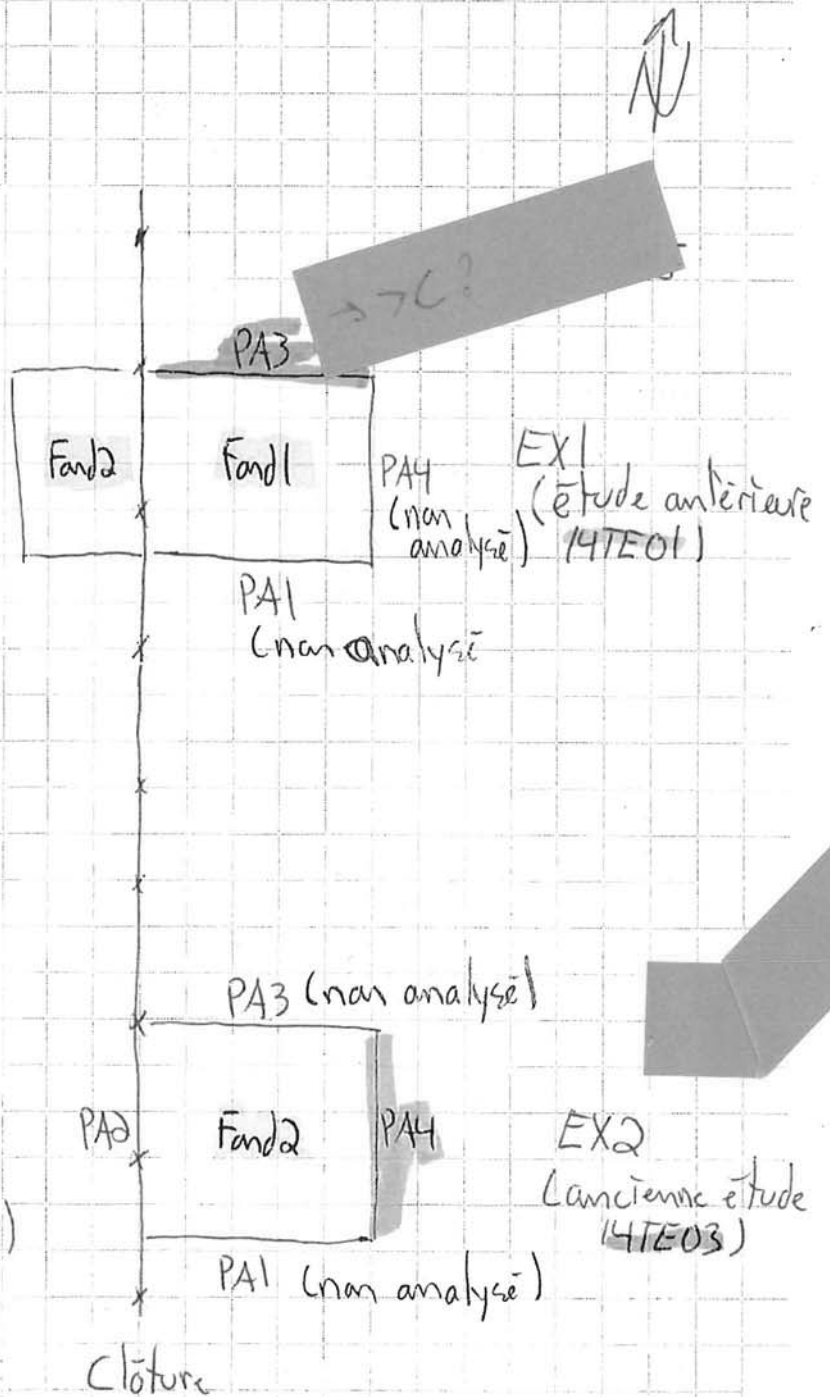 N
PA3
Fond2
Fond1
PA4
(non
analysé)
EX1
(étude antérieure
14TE01)
PA1
(non analysé
PA3 (non analysé)
PA2
Fond2
PA4
EX2
(ancienne étude
14TE03)
)
PA1 (non analysé)
Clôture